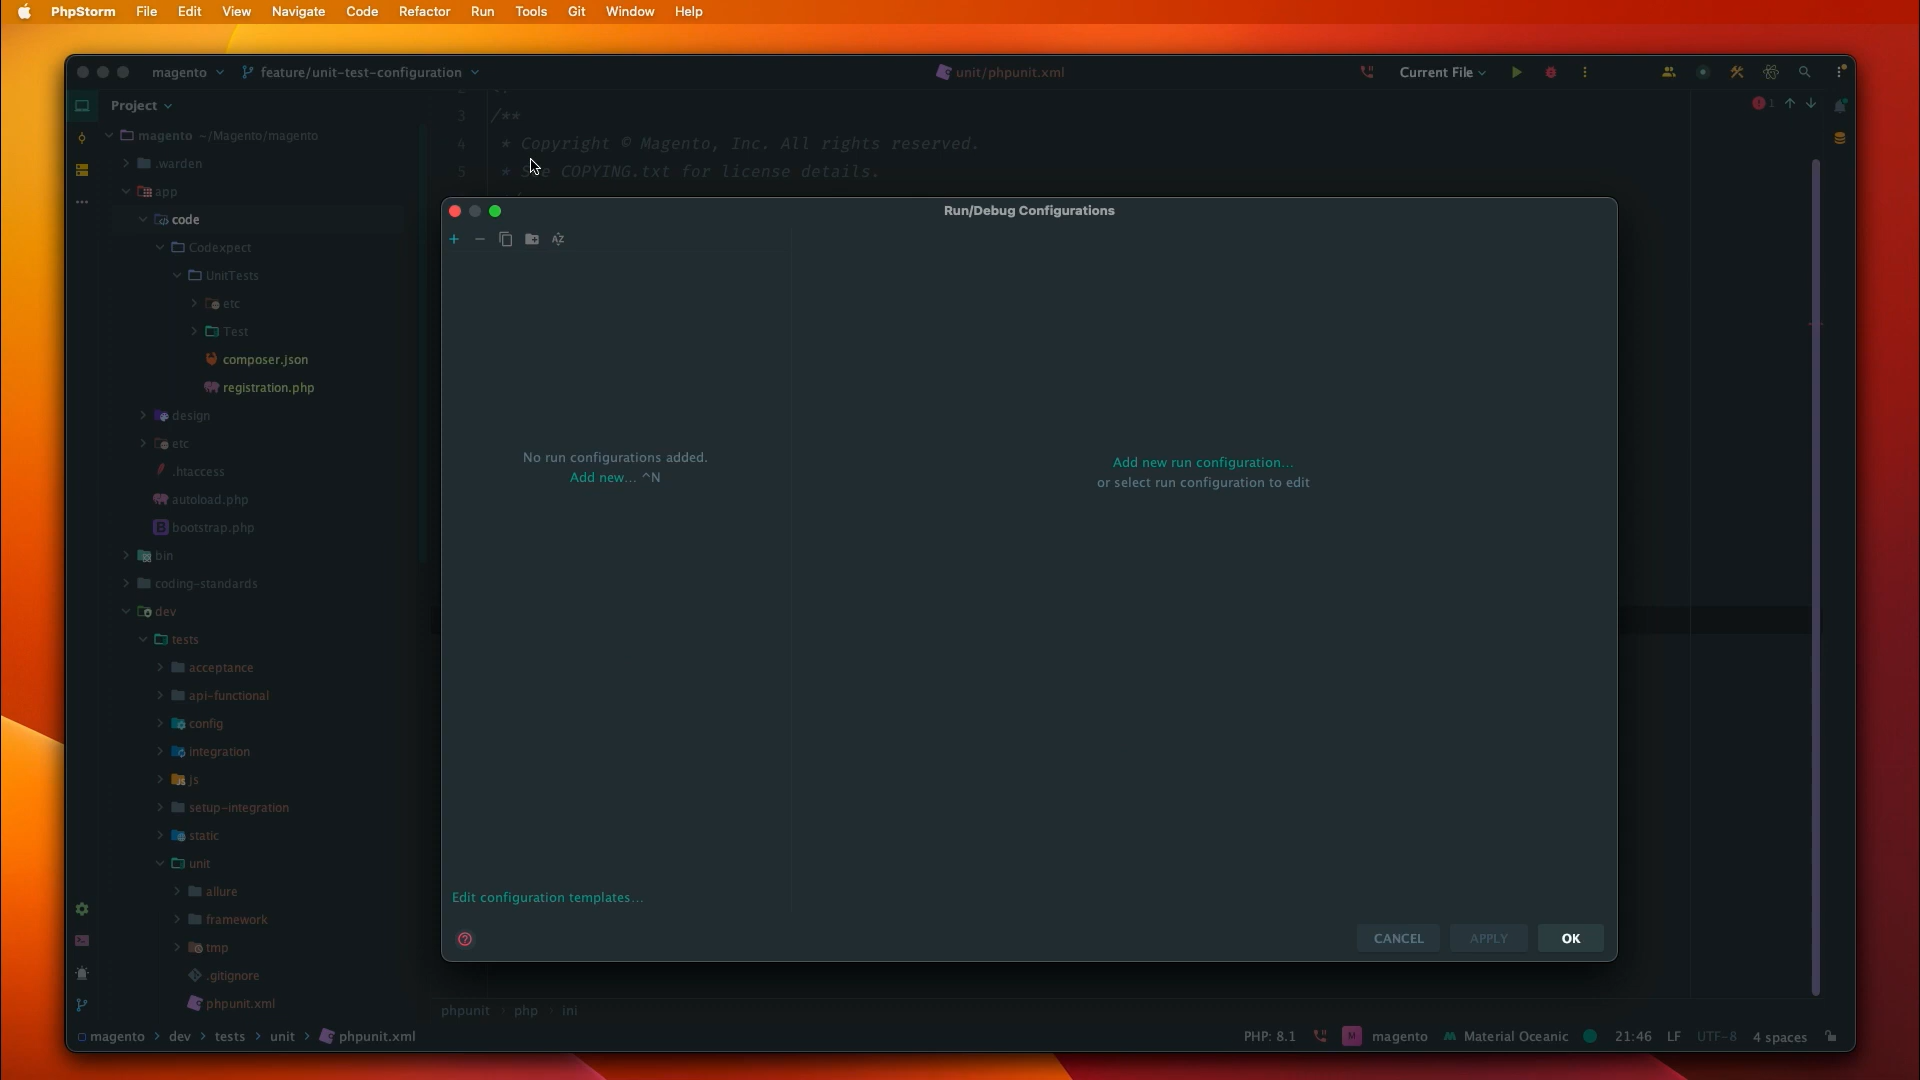 PhpStorm File Edit View Navigate Code Refactor Run Tools Git Window Help
magento feature/unit-test-configuration unit/phpunit.xml Current File
Project
1
magento ~/Magento/magento
.warden
app
code
Codexpect
UnitTests
etc
Test
composer.json
registration.php
design
etc
.htaccess
autoload.php
bootstrap.php
bin
coding-standards
dev
tests
acceptance
api-functional
config
integration
js
setup-integration
static
unit
allure
framework
tmp
.gitignore
phpunit.xml
3 /**
4 * Copyright © Magento, Inc. All rights reserved.
5 * See COPYING.txt for license details.
Run/Debug Configurations
No run configurations added.
Add new... ^N
Add new run configuration...
or select run configuration to edit
Edit configuration templates...
CANCEL APPLY OK
phpunit › php › ini
magento > dev > tests > unit > phpunit.xml
PHP: 8.1 M magento Material Oceanic 21:46 LF UTF-8 4 spaces